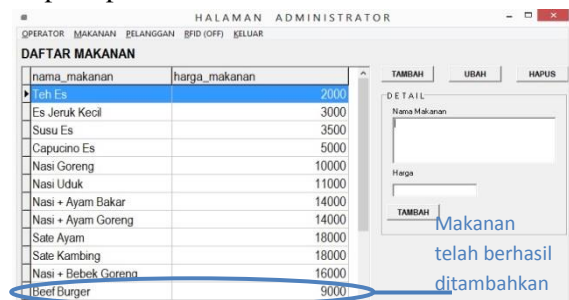 HALAMAN ADMINISTRATOR
OPERATOR MAKANAN PELANGGAN RFID (OFF) KELUAR
DAFTAR MAKANAN
nama_makanan harga_makanan
Teh Es 2000
Es Jeruk Kecil 3000
Susu Es 3500
Capucino Es 5000
Nasi Goreng 10000
Nasi Uduk 11000
Nasi + Ayam Bakar 14000
Nasi + Ayam Goreng 14000
Sate Ayam 18000
Sate Kambing 18000
Nasi + Bebek Goreng 16000
Beef Burger 9000
TAMBAH UBAH HAPUS
DETAIL
Nama Makanan
Harga
TAMBAH
Makanan
telah berhasil
ditambahkan